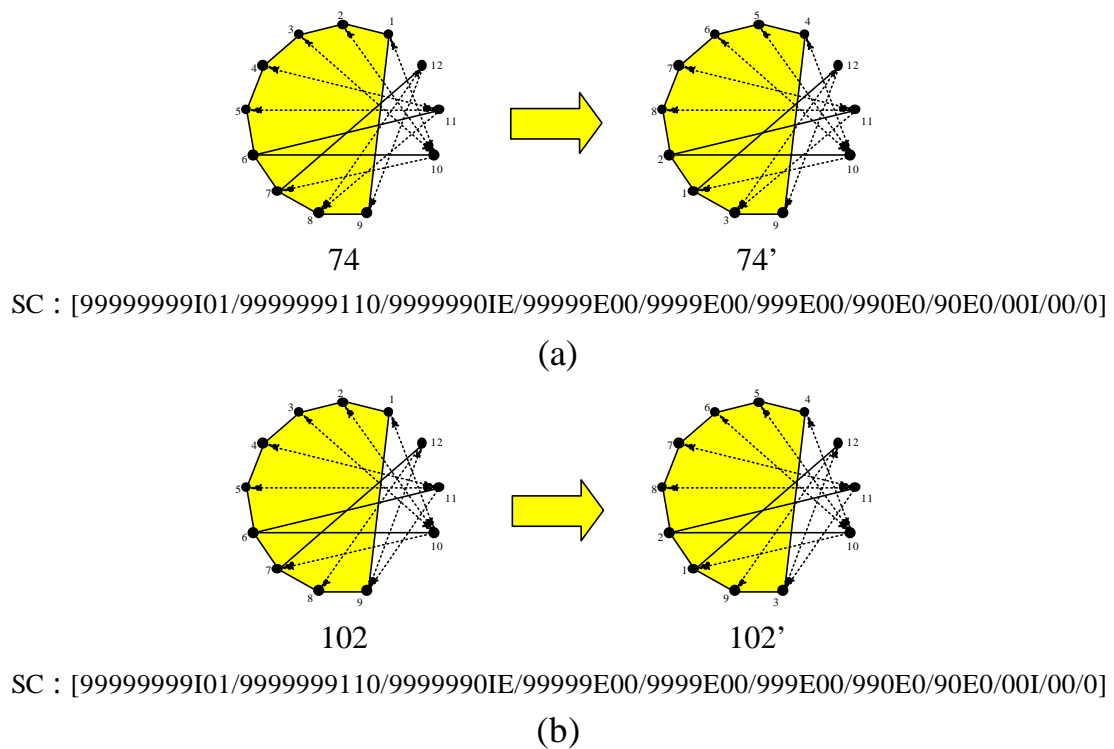 2 1 5 4
3 6
12 12
4 7
5 11 8 11
6 10 2 10
7 8 9 1 3 9
74 74’
SC : [99999999I01/9999999110/9999990IE/99999E00/9999E00/999E00/990E0/90E0/00I/00/0]
(a)
2 1 5 4
3 6
4 12 7 12
5 11 8 11
6 10 2 10
7 8 9 1 9 3
102 102’
SC : [99999999I01/9999999110/9999990IE/99999E00/9999E00/999E00/990E0/90E0/00I/00/0]
(b)